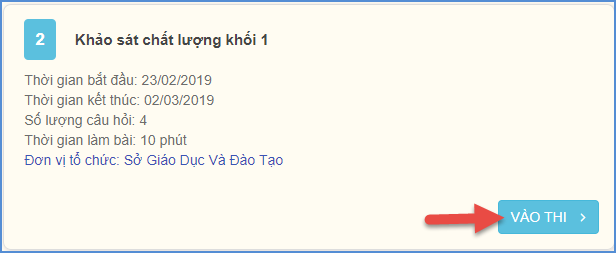 2 Khảo sát chất lượng khối 1
Thời gian bắt đầu: 23/02/2019
Thời gian kết thúc: 02/03/2019
Số lượng câu hỏi: 4
Thời gian làm bài: 10 phút
Đơn vị tổ chức: Sở Giáo Dục Và Đào Tạo
VÀO THI